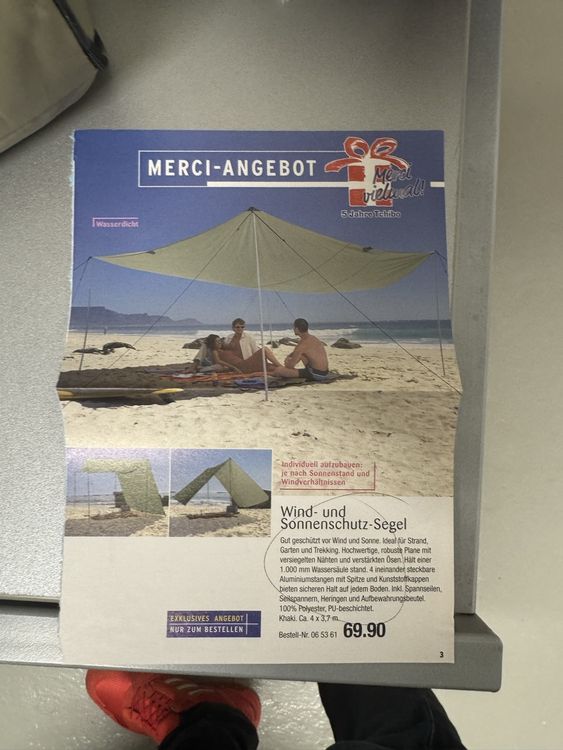 MERCI-ANGEBOT
Merci
vielmal!
5 Jahre Tchibo
Wasserdicht
Individuell aufzubauen:
je nach Sonnenstand und
Windverhältnissen
Wind- und
Sonnenschutz-Segel
Gut geschützt vor Wind und Sonne. Ideal für Strand,
Garten und Trekking. Hochwertige, robuste Plane mit
versiegelten Nähten und verstärkten Ösen. Hält einer
1.000 mm Wassersäule stand. 4 ineinander steckbare
Aluminiumstangen mit Spitze und Kunststoffkappen
bieten sicheren Halt auf jedem Boden. Inkl. Spannseilen,
Seilspannern, Heringen und Aufbewahrungsbeutel.
100% Polyester, PU-beschichtet.
Khaki. Ca. 4 x 3,7 m.
Bestell-Nr. 06 53 61 69.90
EXKLUSIVES ANGEBOT
NUR ZUM BESTELLEN
3